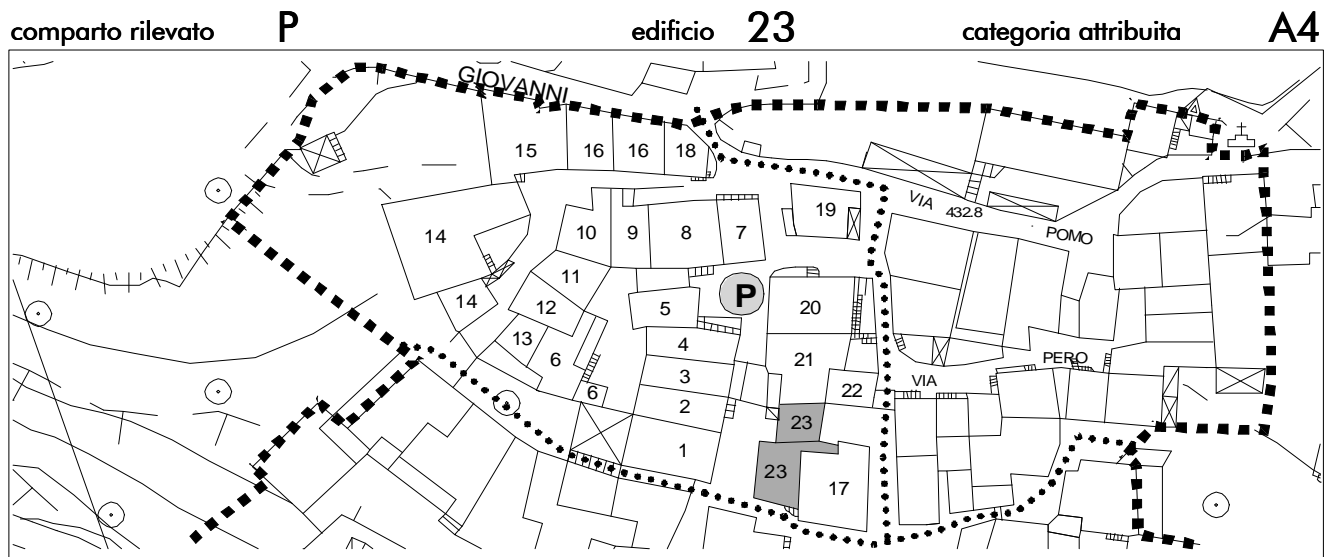 comparto rilevato P edificio 23 categoria attribuita A4
GIOVANNI
15 16 16 18
VIA 432.8 POMO
19
14 10 9 8 7
11
14 12 5 P 20
13 6 4 21 PERO
3 VIA
6 2 22
23
1
23 17